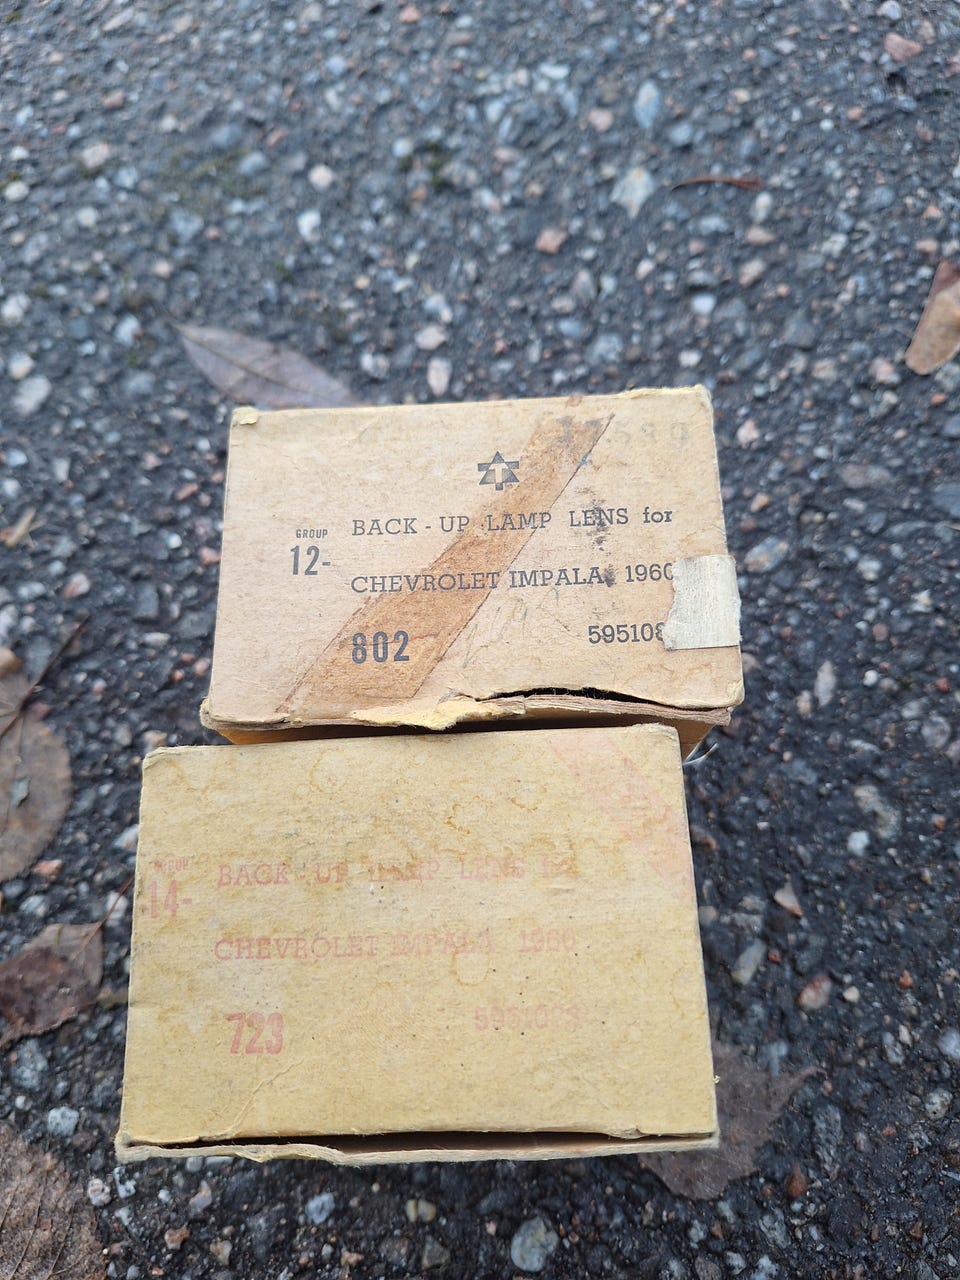 T
GROUP
12-
BACK-UP LAMP LENS for
CHEVROLET IMPALA 1960
802
595108
GROUP
14-
BACK-UP LAMP LENS
CHEVROLET IMPALA 1960
723